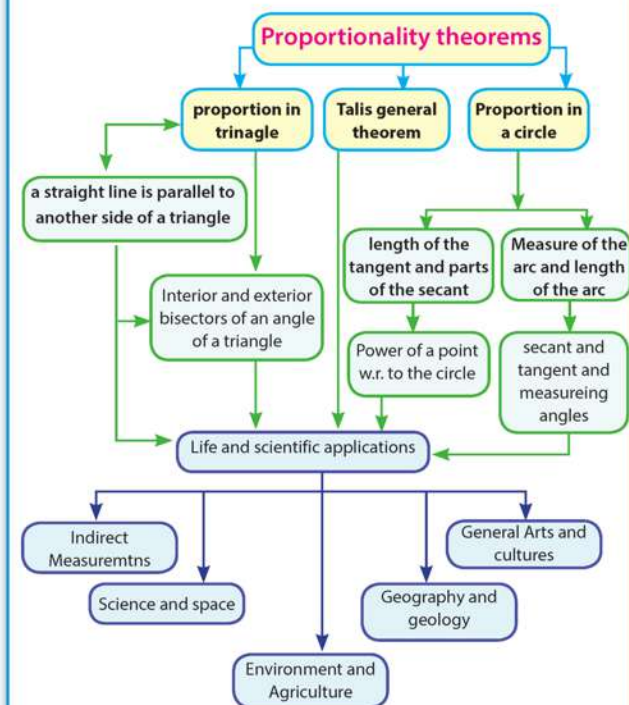 Proportionality theorems
proportion in
trinagle
Talis general
theorem
Proportion in
a circle
a straight line is parallel to
another side of a triangle
length of the
tangent and parts
of the secant
Measure of the
arc and length
of the arc
Interior and exterior
bisectors of an angle
of a triangle
Power of a point
w.r. to the circle
secant and
tangent and
measureing
angles
Life and scientific applications
Indirect
Measuremtns
General Arts and
cultures
Science and space
Geography and
geology
Environment and
Agriculture